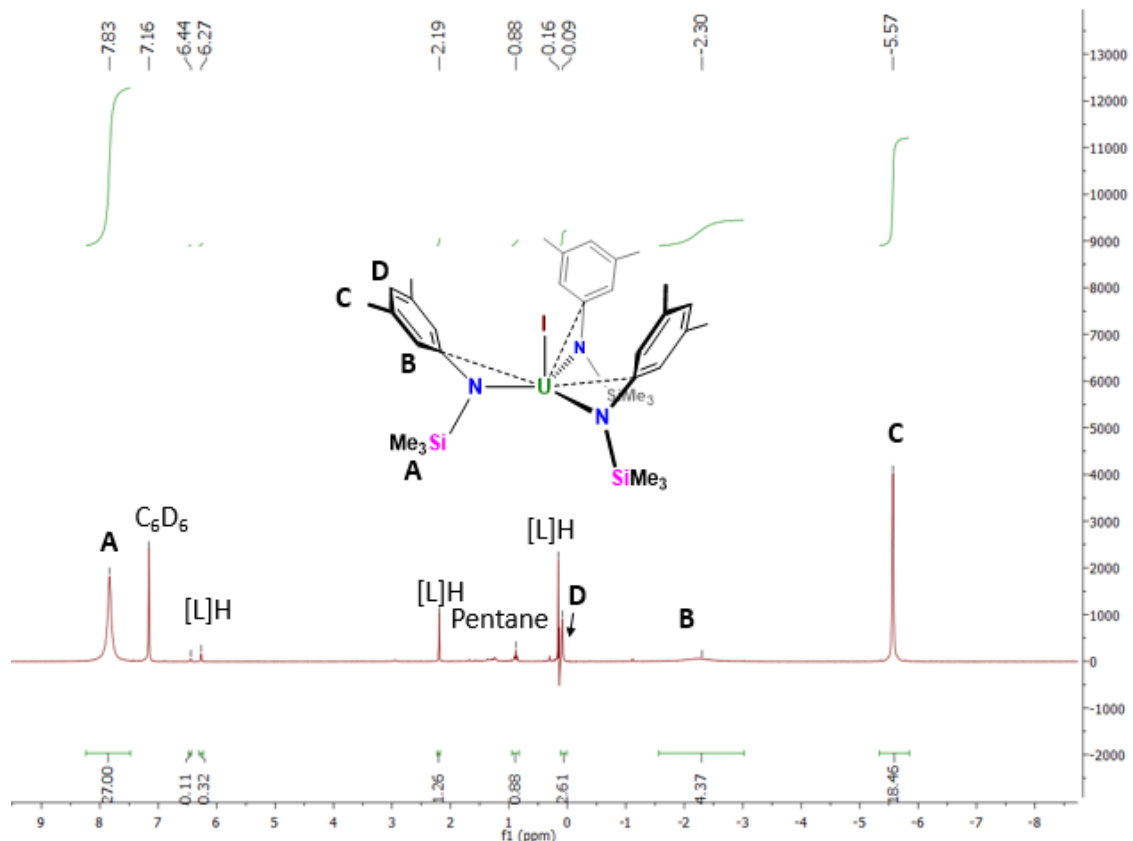 7.83
7.16
6.44
6.27
2.19
0.88
0.16
0.09
-2.30
-5.57
13000
12000
11000
10000
9000
8000
7000
6000
5000
4000
3000
2000
1000
0
-1000
-2000
D
C
B
I
N
U
N
SiMe3
N
Me3Si
A
SiMe3
C
A
C6D6
[L]H
[L]H
Pentane
[L]H
D
B
27.00
0.11
0.32
1.26
0.88
2.61
4.37
18.46
9 8 7 6 5 4 3 2 1 0 -1 -2 -3 -4 -5 -6 -7 -8
f1 (ppm)